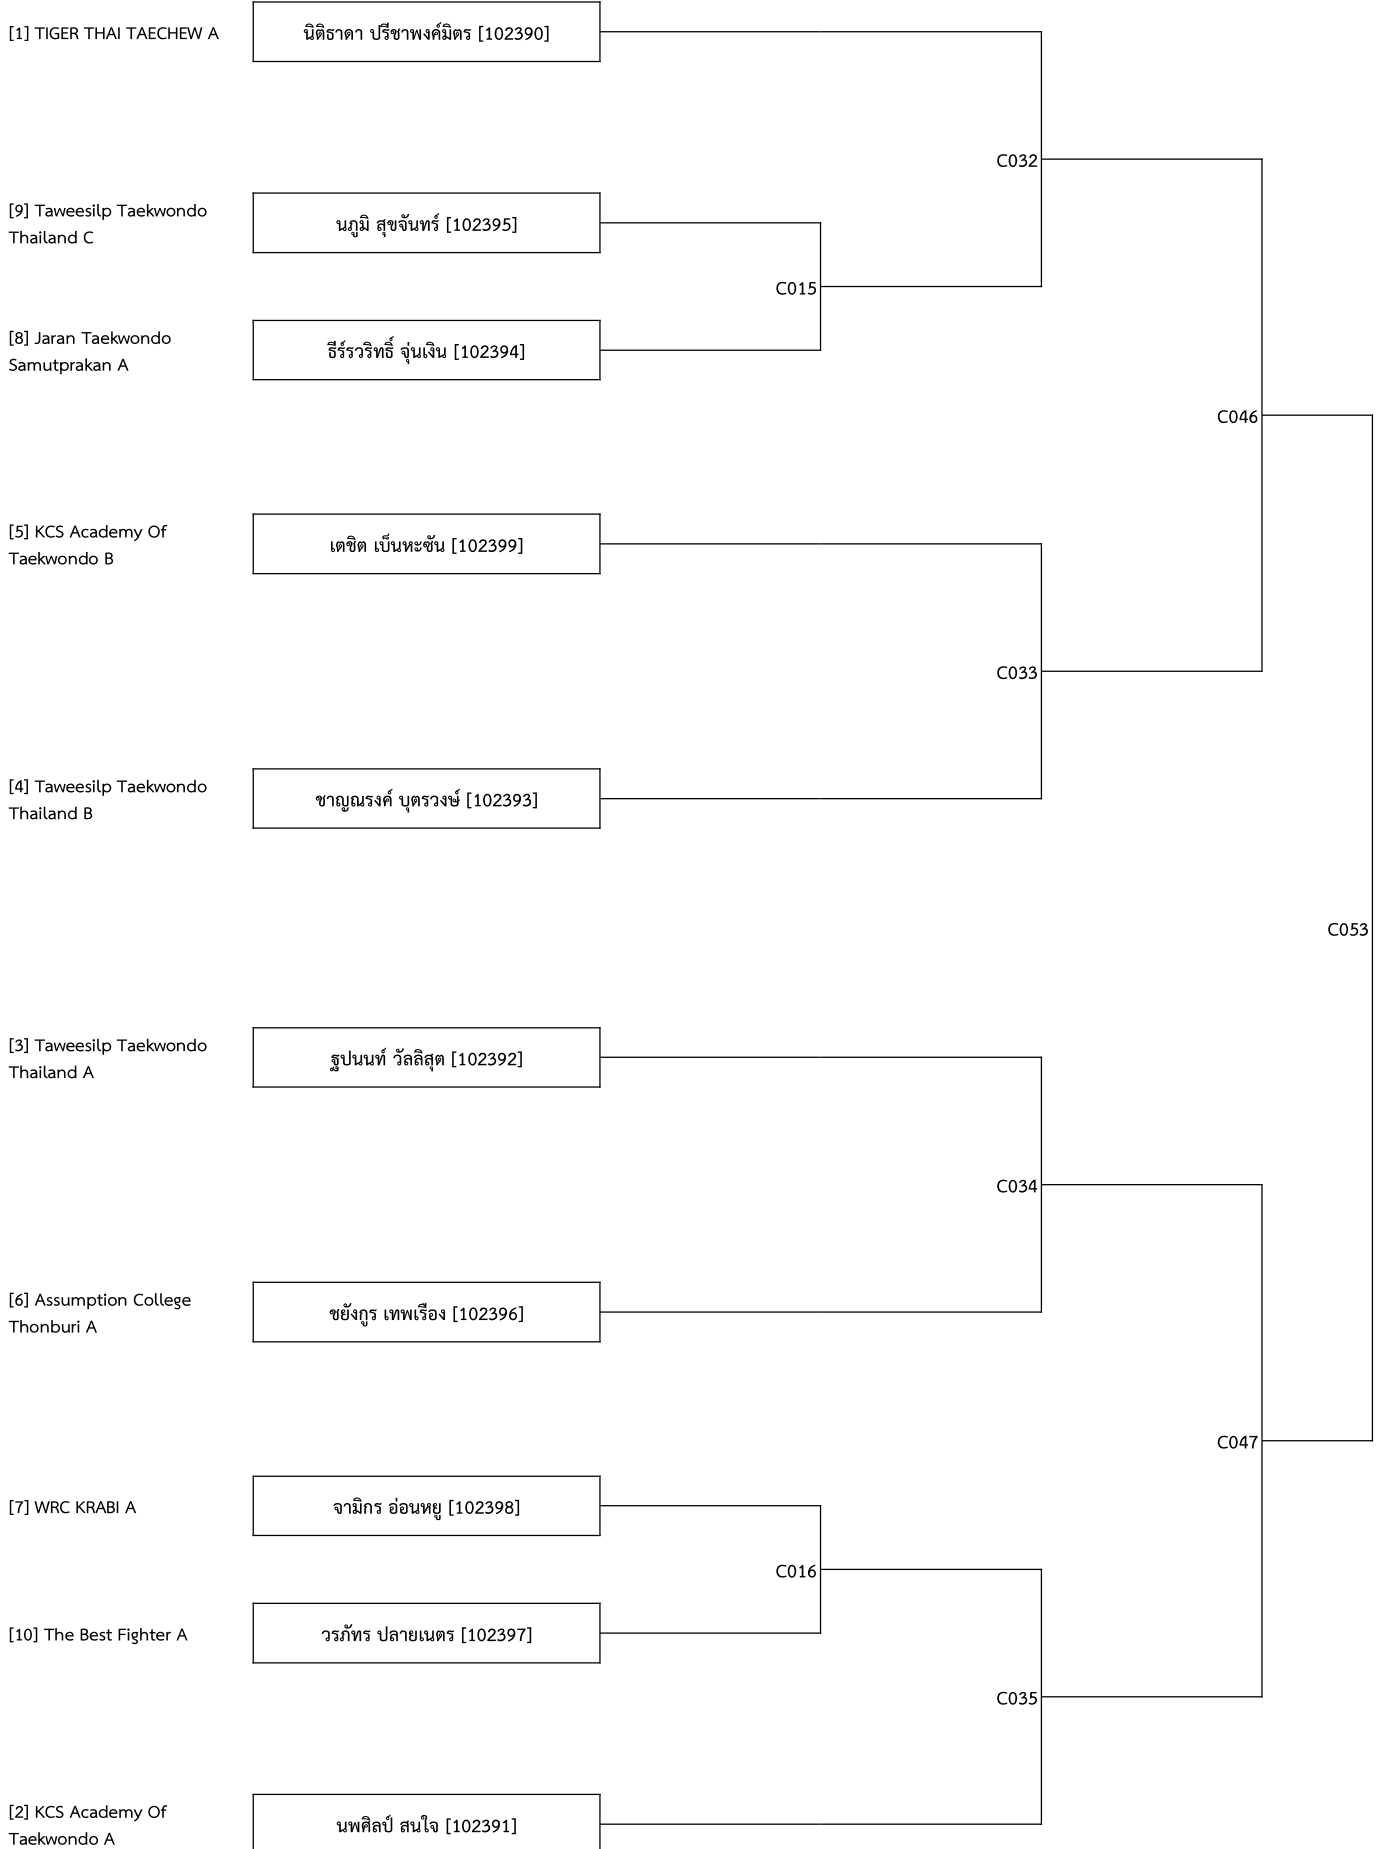 [1] TIGER THAI TAECHEW A
นิติธาดา ปรีชาพงค์มิตร [102390]
C032
[9] Taweesilp Taekwondo
Thailand C
นภูมิ สุขจันทร์ [102395]
C015
[8] Jaran Taekwondo
Samutprakan A
ธีร์รวริทธิ์ จุ่นเงิน [102394]
C046
[5] KCS Academy Of
Taekwondo B
เตชิต เบ็นหะซัน [102399]
C033
[4] Taweesilp Taekwondo
Thailand B
ชาญณรงค์ บุตรวงษ์ [102393]
C053
[3] Taweesilp Taekwondo
Thailand A
ฐปนนท์ วัลลิสุต [102392]
C034
[6] Assumption College
Thonburi A
ชยังกูร เทพเรือง [102396]
C047
[7] WRC KRABI A
จามิกร อ่อนหยู [102398]
C016
[10] The Best Fighter A
วรภัทร ปลายเนตร [102397]
C035
[2] KCS Academy Of
Taekwondo A
นพศิลป์ สนใจ [102391]